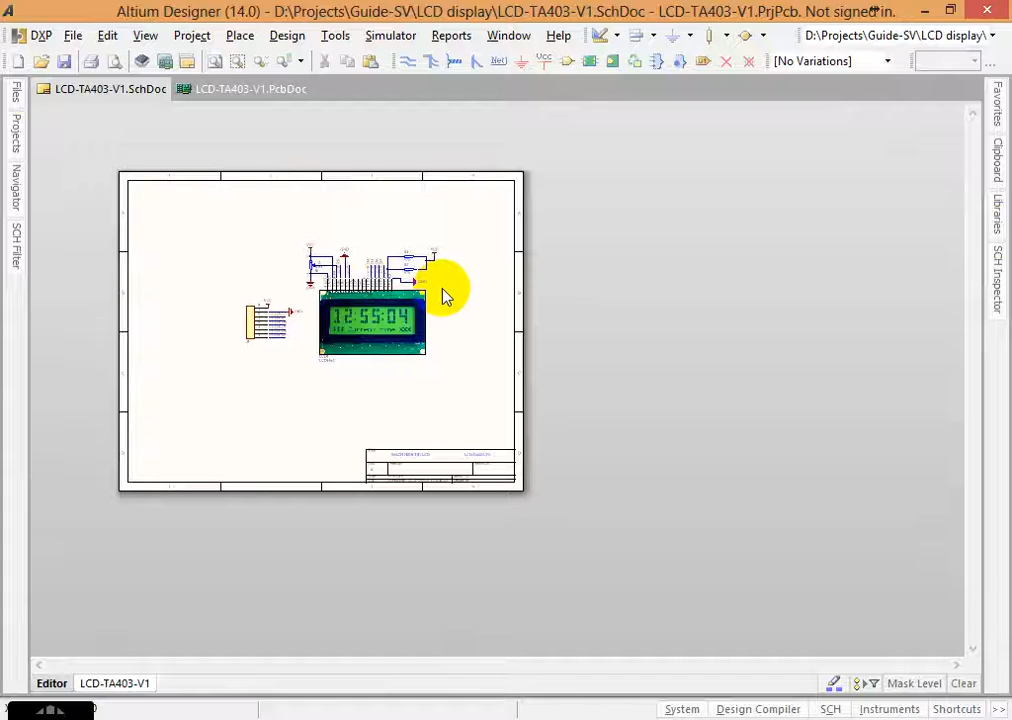 Altium Designer (14.0) - D:\Projects\Guide-SV\LCD display\LCD-TA403-V1.SchDoc - LCD-TA403-V1.PrjPcb. Not signed in.
DXP File Edit View Project Place Design Tools Simulator Reports Window Help D:\Projects\Guide-SV\LCD display\
Net Vcc [No Variations] ...
LCD-TA403-V1.SchDoc LCD-TA403-V1.PcbDoc
Files
Projects
Navigator
SCH Filter
Favorites
Clipboard
Libraries
SCH Inspector
12:55:04
Editor LCD-TA403-V1 Mask Level Clear
System Design Compiler SCH Instruments Shortcuts >>